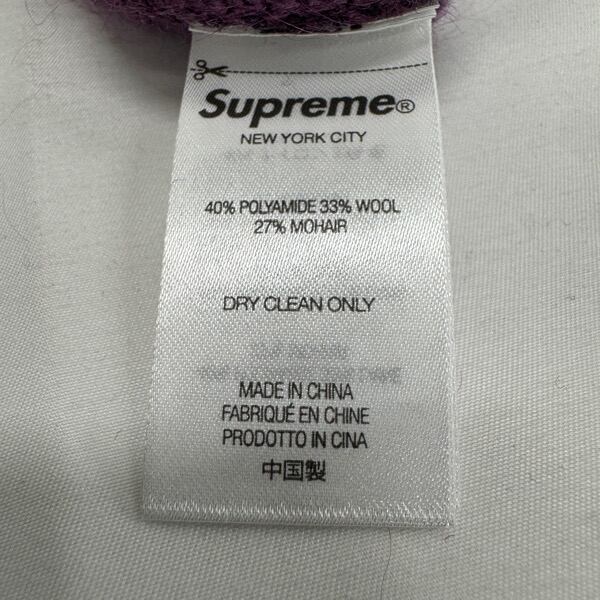 Supreme®
NEW YORK CITY
40% POLYAMIDE 33% WOOL
27% MOHAIR
DRY CLEAN ONLY
MADE IN CHINA
FABRIQUÉ EN CHINE
PRODOTTO IN CINA
中国製